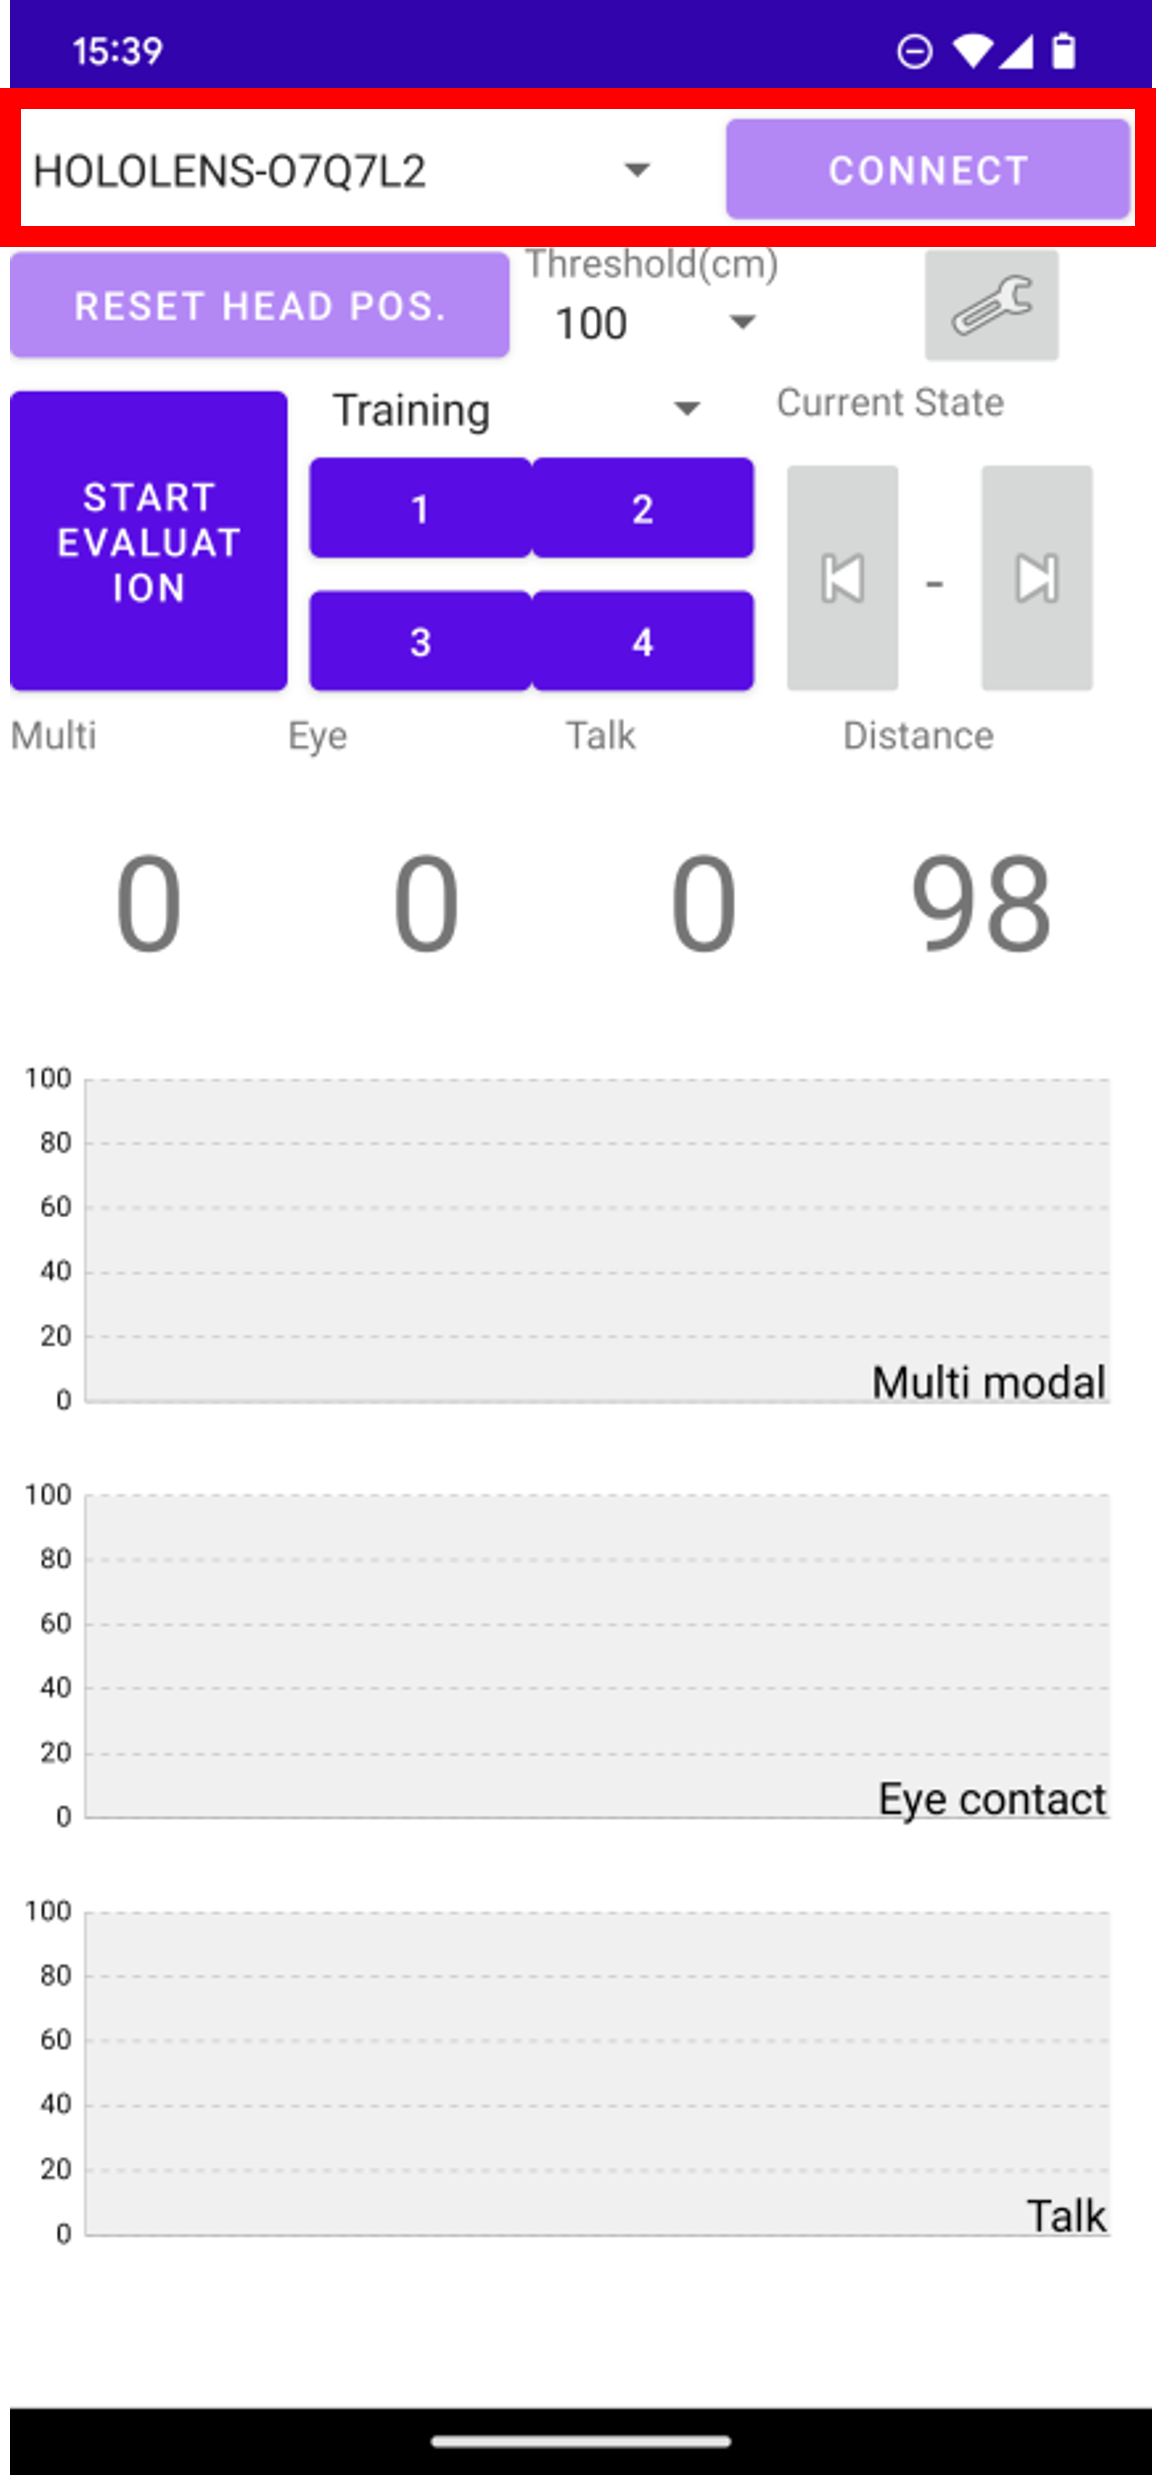 15:39
HOLOLENS-O7Q7L2
CONNECT
RESET HEAD POS.
Threshold(cm)
100
Training
Current State
START
EVALUAT
ION
1
2
-
3
4
Multi
Eye
Talk
Distance
0
0
0
98
100
80
60
40
20
0
Multi modal
100
80
60
40
20
0
Eye contact
100
80
60
40
20
0
Talk